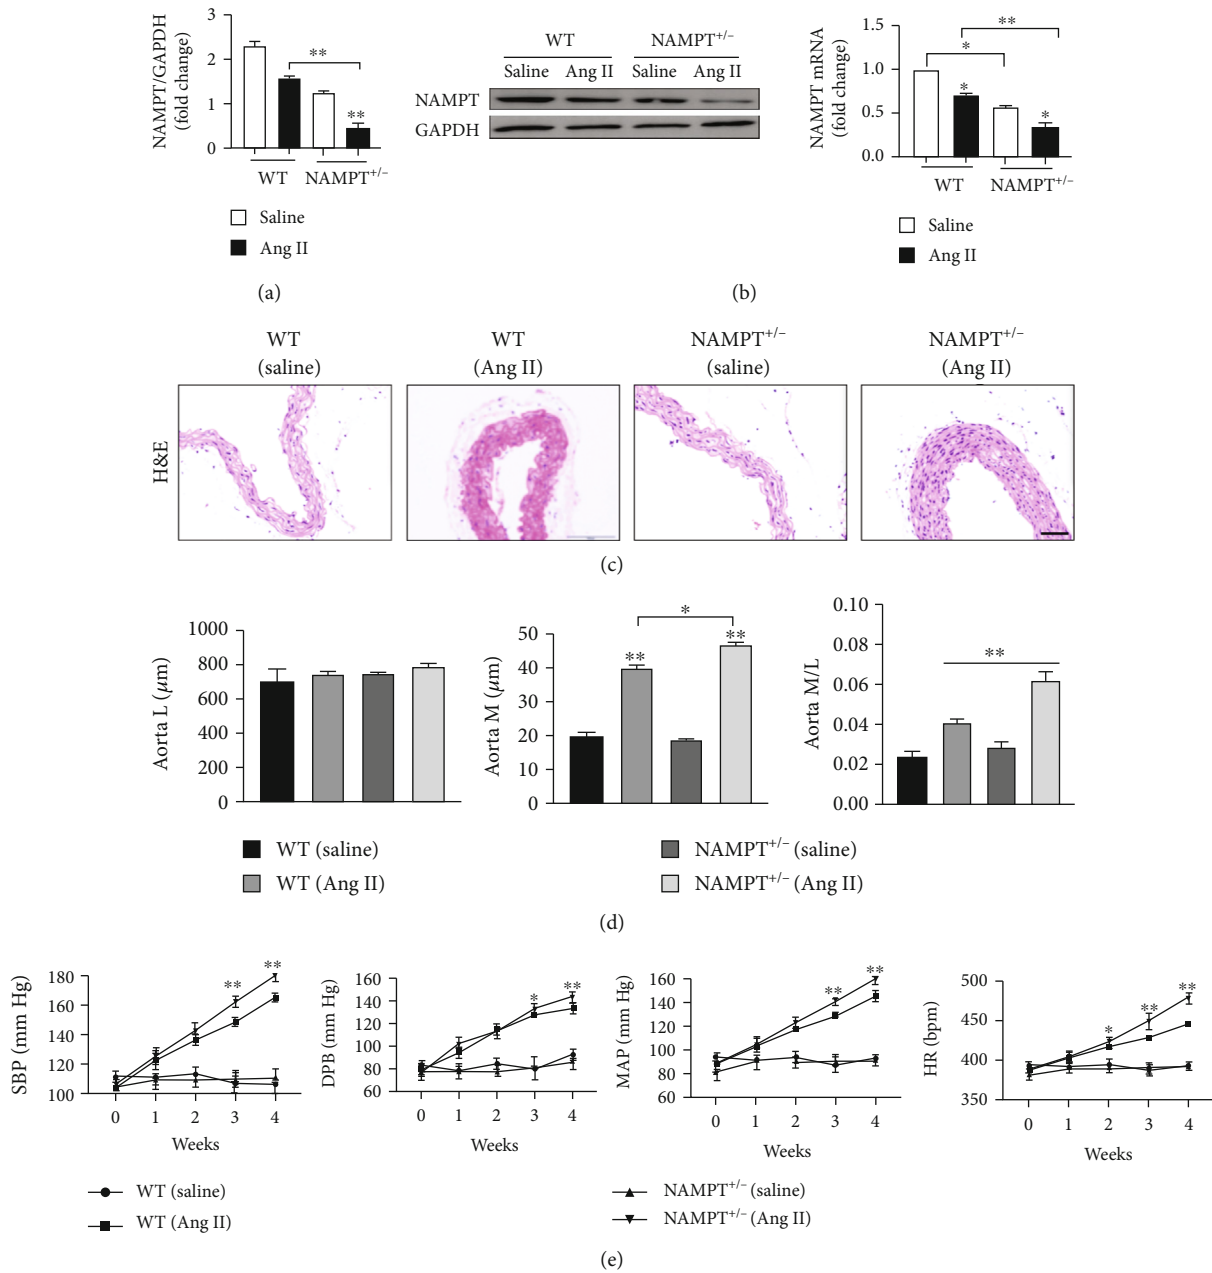 NAMPT/GAPDH
(fold change)
3
2
1
0
**
**
WT
NAMPT+/–
Saline
Ang II
(a)
WT
NAMPT+/–
Saline
Ang II
Saline
Ang II
NAMPT
GAPDH
NAMPT mRNA
(fold change)
1.5
1.0
0.5
0.0
**
*
*
*
WT
NAMPT+/–
Saline
Ang II
(b)
WT
(saline)
WT
(Ang II)
NAMPT+/–
(saline)
NAMPT+/–
(Ang II)
H&E
(c)
Aorta L (μm)
1000
800
600
400
200
0
Aorta M (μm)
50
40
30
20
10
0
*
**
**
Aorta M/L
0.10
0.08
0.06
0.04
0.02
0.00
**
WT (saline)
WT (Ang II)
NAMPT+/– (saline)
NAMPT+/– (Ang II)
(d)
SBP (mm Hg)
180
160
140
120
100
** **
0 1 2 3 4
Weeks
DPB (mm Hg)
160
140
120
100
80
60
* **
0 1 2 3 4
Weeks
MAP (mm Hg)
160
140
120
100
80
60
** **
0 1 2 3 4
Weeks
HR (bpm)
500
450
400
350
* ** **
0 1 2 3 4
Weeks
WT (saline)
WT (Ang II)
NAMPT+/– (saline)
NAMPT+/– (Ang II)
(e)